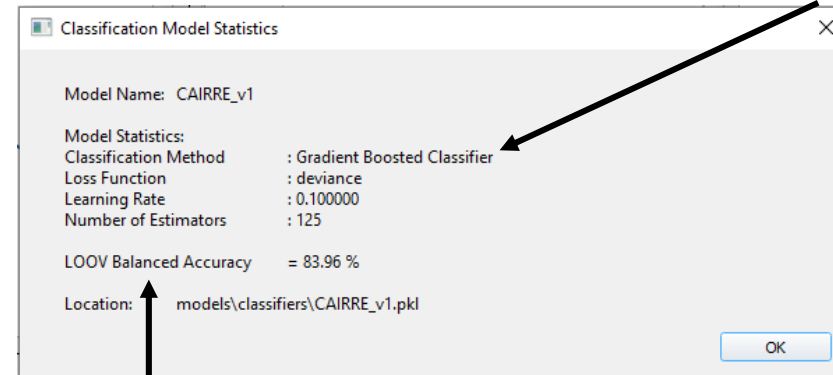 Classification Model Statistics
Model Name: CAIRRE_v1
Model Statistics:
Classification Method : Gradient Boosted Classifier
Loss Function : deviance
Learning Rate : 0.100000
Number of Estimators : 125
LOOV Balanced Accuracy = 83.96 %
Location: models\classifiers\CAIRRE_v1.pkl
OK